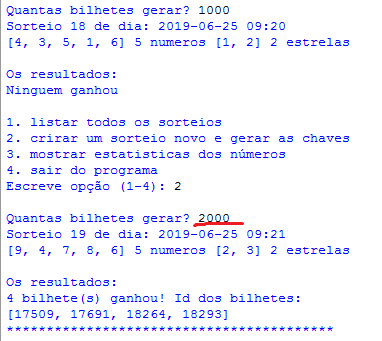 Quantas bilhetes gerar? 1000
Sorteio 18 de dia: 2019-06-25 09:20
[4, 3, 5, 1, 6] 5 numeros [1, 2] 2 estrelas
Os resultados:
Ninguem ganhou
1. listar todos os sorteios
2. crirar um sorteio novo e gerar as chaves
3. mostrar estatisticas dos números
4. sair do programa
Escreve opção (1-4): 2
Quantas bilhetes gerar? 2000
Sorteio 19 de dia: 2019-06-25 09:21
[9, 4, 7, 8, 6] 5 numeros [2, 3] 2 estrelas
Os resultados:
4 bilhete(s) ganhou! Id dos bilhetes:
[17509, 17691, 18264, 18293]
*****************************************